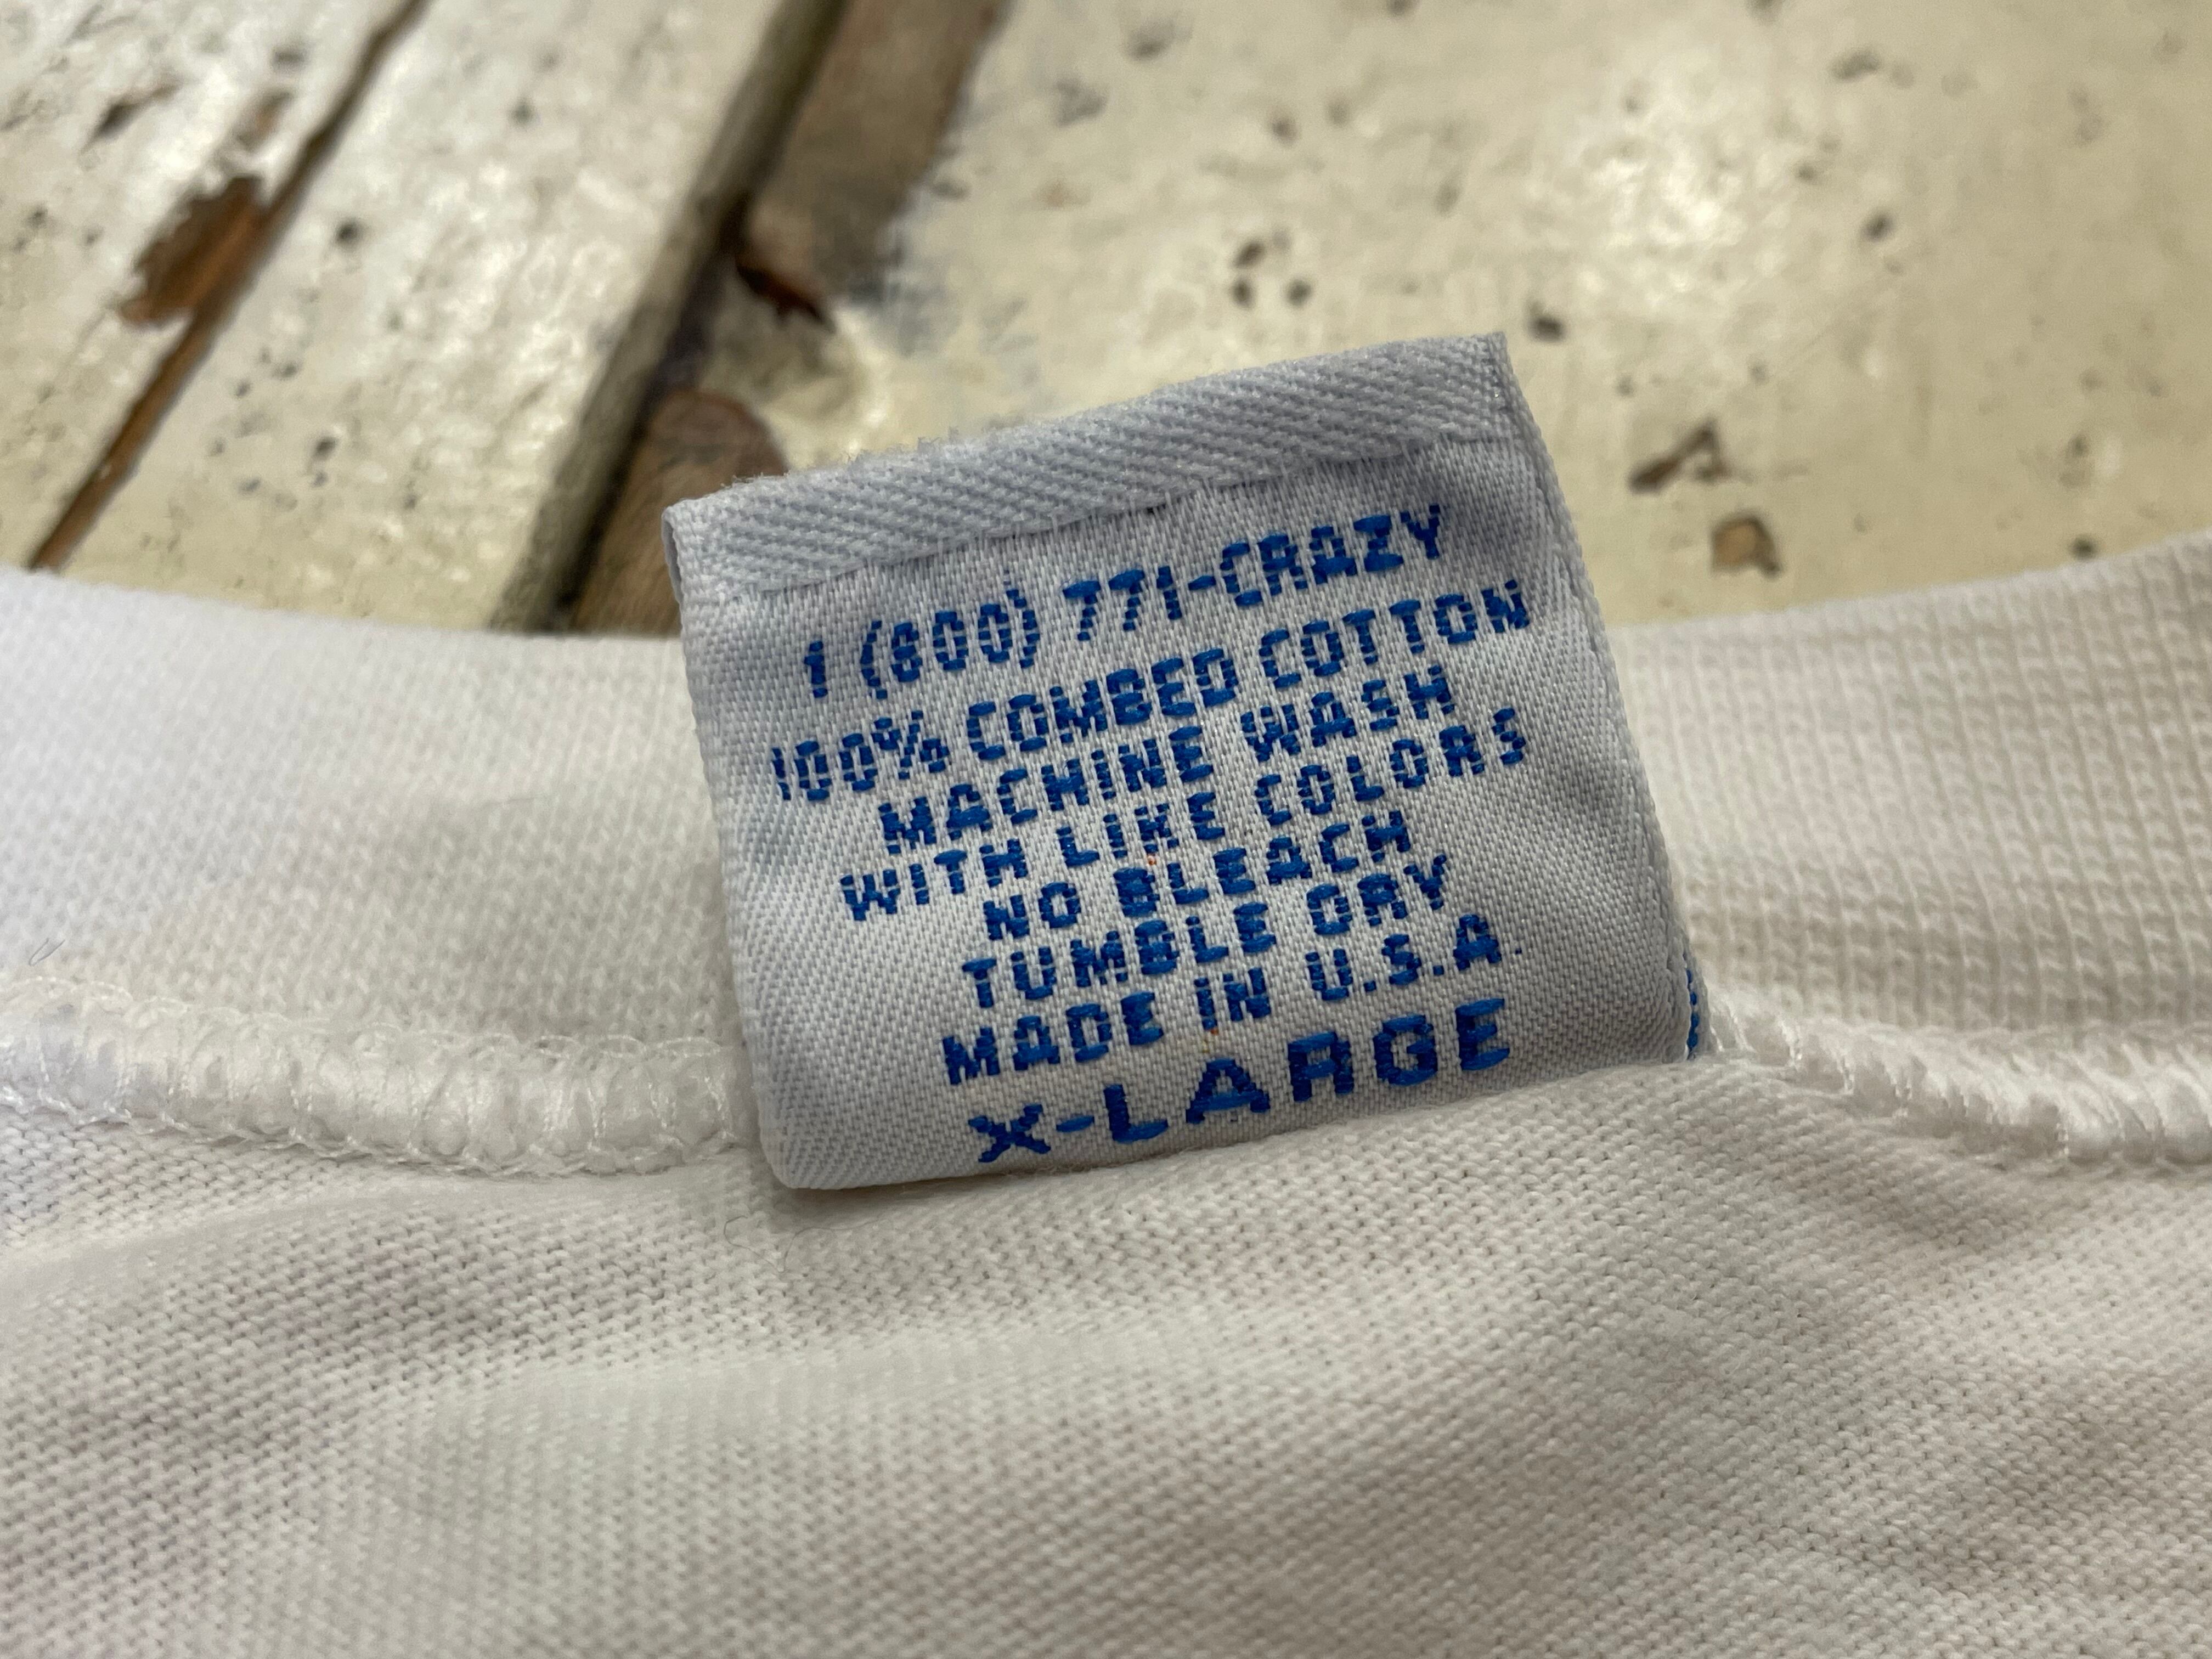 1 (800) 771-CRAZY
100% COMBED COTTON
MACHINE WASH
WITH LIKE COLORS
NO BLEACH
TUMBLE DRY
MADE IN U.S.A.
X-LARGE